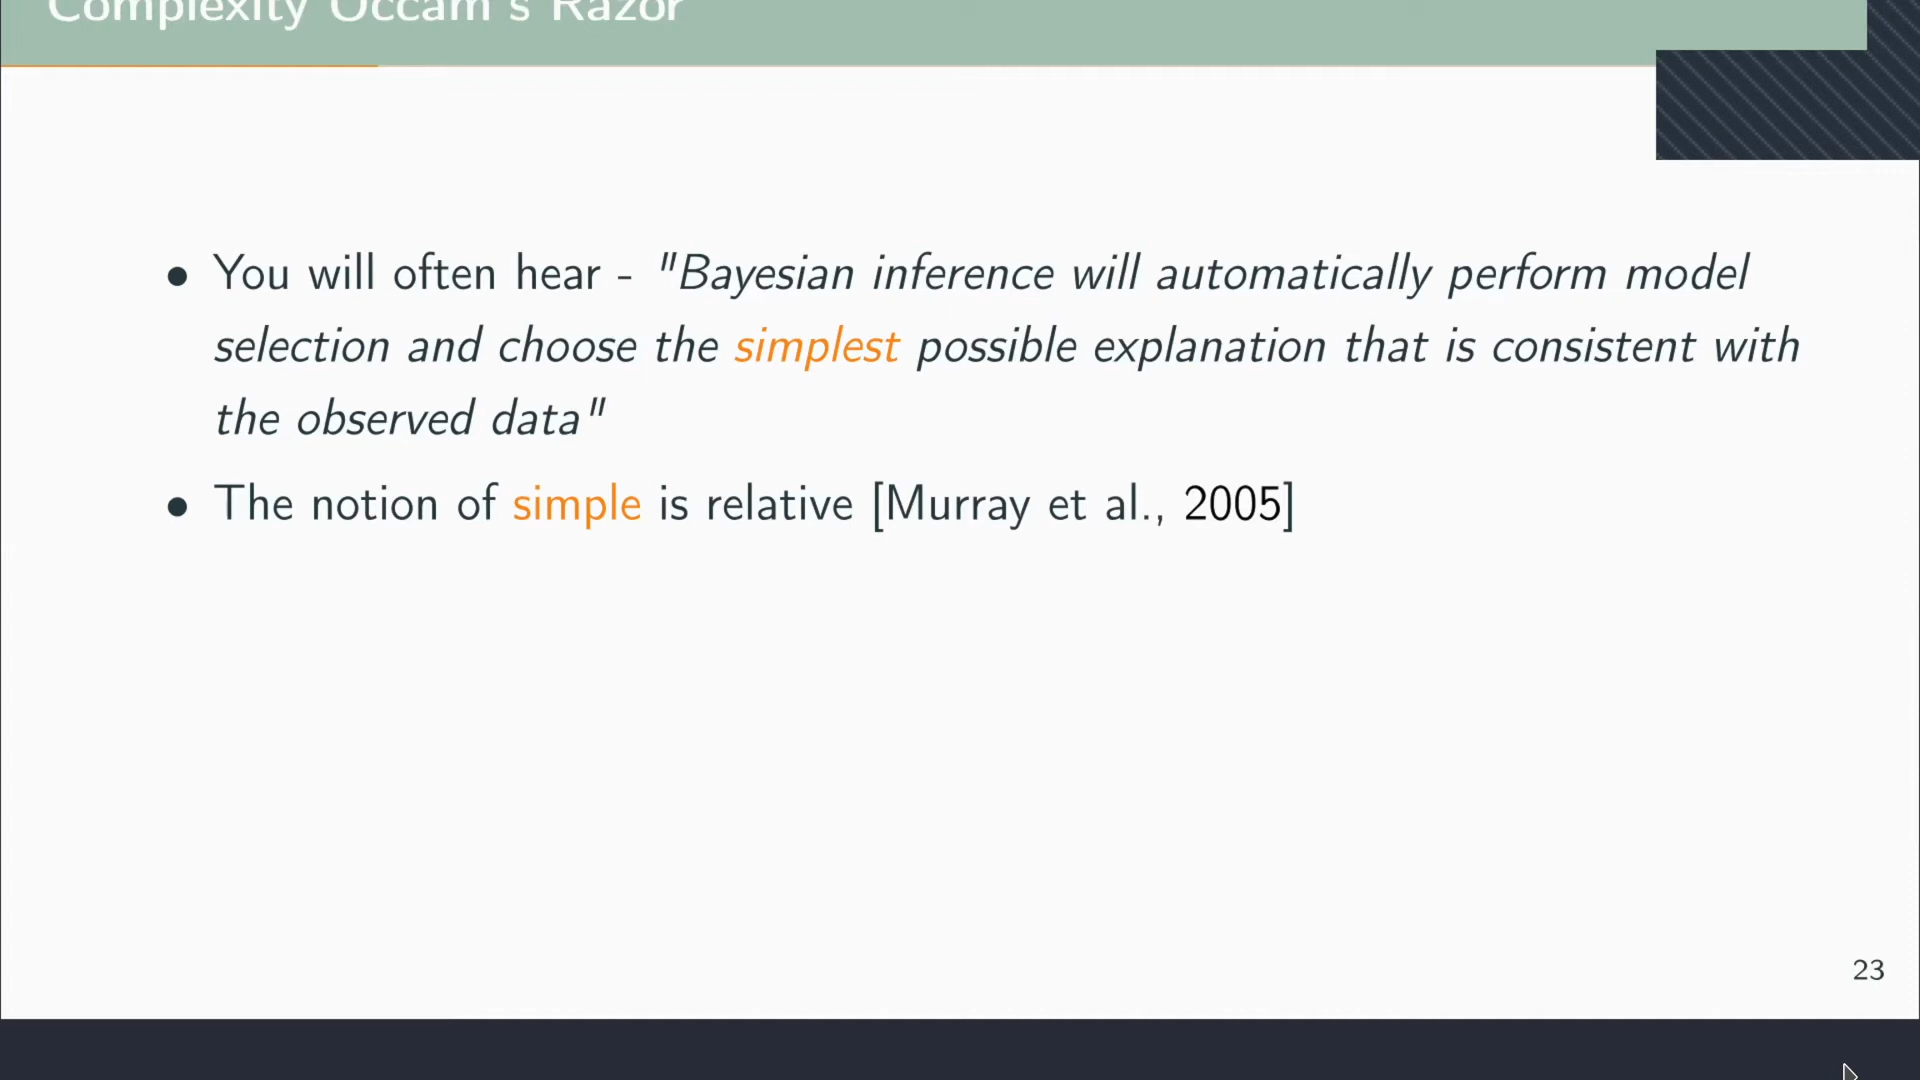 Complexity Occam's Razor
• You will often hear - "Bayesian inference will automatically perform model
selection and choose the simplest possible explanation that is consistent with
the observed data"
• The notion of simple is relative [Murray et al., 2005]
23